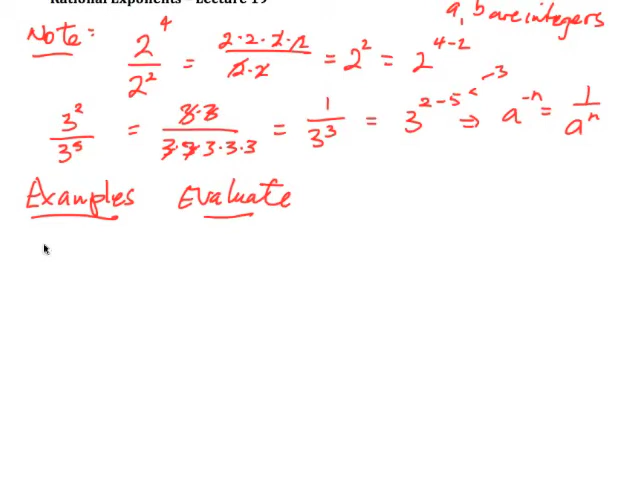 Rational Exponents – Lecture 19
a, b are integers
Note: 2^4/2^2 = 2·2·2·2/2·2 = 2^2 = 2^{4-2}
3^2/3^5 = 3·3/3·3·3·3·3 = 1/3^3 = 3^{2-5 < -3} ⇒ a^{-n} = 1/a^n
Examples Evaluate